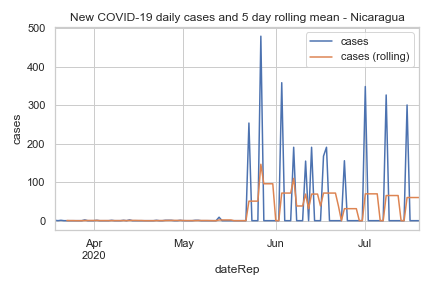 New COVID-19 daily cases and 5 day rolling mean - Nicaragua
cases
cases (rolling)
500
400
300
200
100
0
cases
Apr
2020
May
Jun
Jul
dateRep